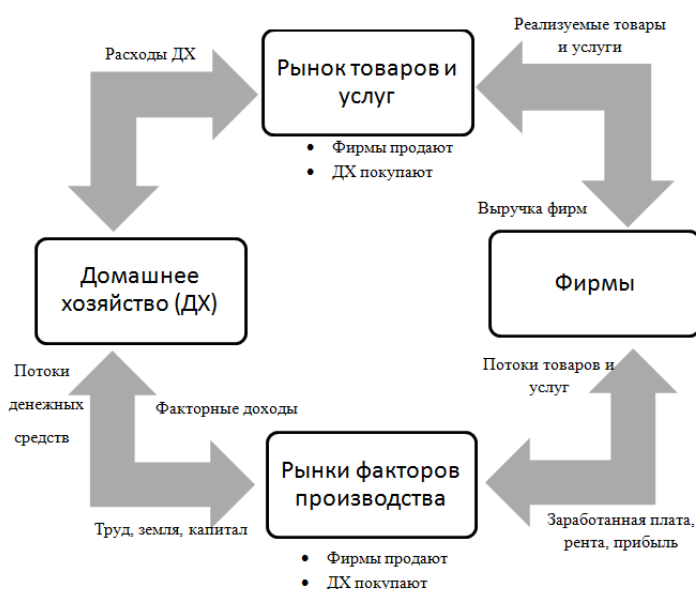 Расходы ДХ
Реализуемые товары
и услуги
Рынок товаров и
услуг
• Фирмы продают
• ДХ покупают
Выручка фирм
Домашнее
хозяйство (ДХ)
Фирмы
Потоки
денежных
средств
Факторные доходы
Потоки товаров и
услуг
Рынки факторов
производства
Труд, земля, капитал
Заработанная плата,
рента, прибыль
• Фирмы продают
• ДХ покупают